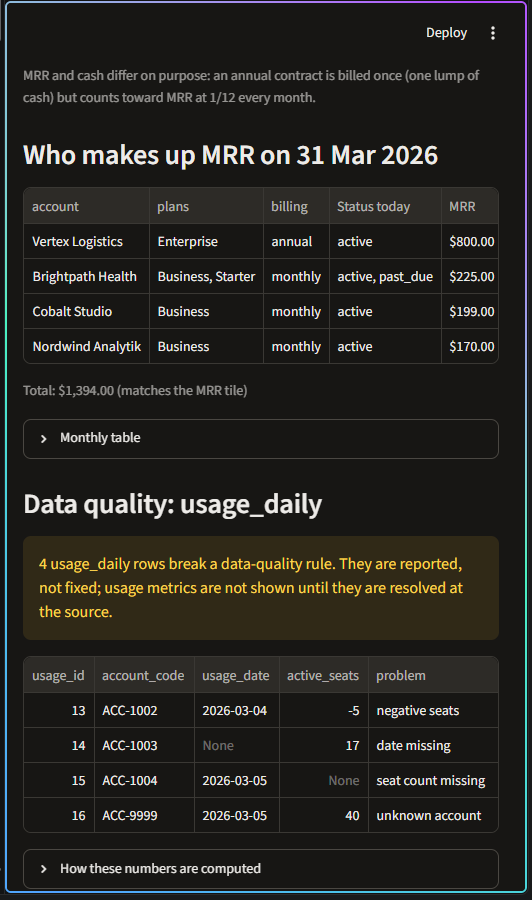 Deploy
MRR and cash differ on purpose: an annual contract is billed once (one lump of
cash) but counts toward MRR at 1/12 every month.
Who makes up MRR on 31 Mar 2026
account plans billing Status today MRR
Vertex Logistics Enterprise annual active $800.00
Brightpath Health Business, Starter monthly active, past_due $225.00
Cobalt Studio Business monthly active $199.00
Nordwind Analytik Business monthly active $170.00
Total: $1,394.00 (matches the MRR tile)
Monthly table
Data quality: usage_daily
4 usage_daily rows break a data-quality rule. They are reported,
not fixed; usage metrics are not shown until they are resolved at
the source.
usage_id account_code usage_date active_seats problem
13 ACC-1002 2026-03-04 -5 negative seats
14 ACC-1003 None 17 date missing
15 ACC-1004 2026-03-05 None seat count missing
16 ACC-9999 2026-03-05 40 unknown account
How these numbers are computed